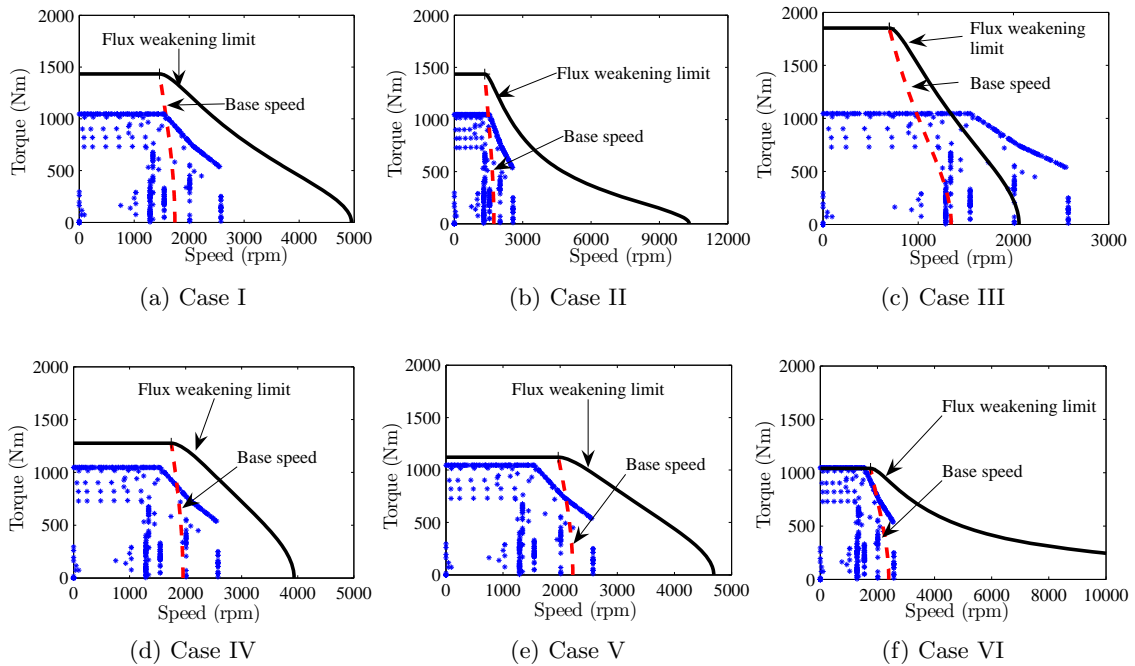 2000
1500
1000
500
0
Torque (Nm)
Flux weakening limit
Base speed
0 1000 2000 3000 4000 5000
Speed (rpm)
(a) Case I
2000
1500
1000
500
0
Torque (Nm)
Flux weakening limit
Base speed
0 3000 6000 9000 12000
Speed (rpm)
(b) Case II
2000
1500
1000
500
0
Torque (Nm)
Flux weakening
limit
Base speed
0 1000 2000 3000
Speed (rpm)
(c) Case III
2000
1500
1000
500
0
Torque (Nm)
Flux weakening limit
Base speed
0 1000 2000 3000 4000 5000
Speed (rpm)
(d) Case IV
2000
1500
1000
500
0
Torque (Nm)
Flux weakening limit
Base speed
0 1000 2000 3000 4000 5000
Speed (rpm)
(e) Case V
2000
1500
1000
500
0
Torque (Nm)
Flux weakening limit
Base speed
0 2000 4000 6000 8000 10000
Speed (rpm)
(f) Case VI